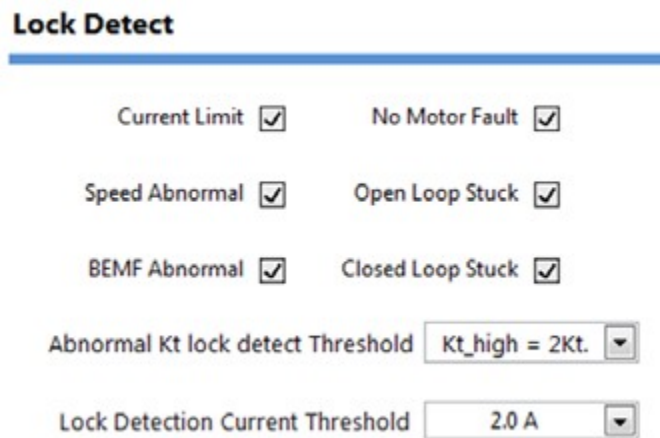 Lock Detect
Current Limit No Motor Fault
Speed Abnormal Open Loop Stuck
BEMF Abnormal Closed Loop Stuck
Abnormal Kt lock detect Threshold Kt_high = 2Kt.
Lock Detection Current Threshold 2.0 A